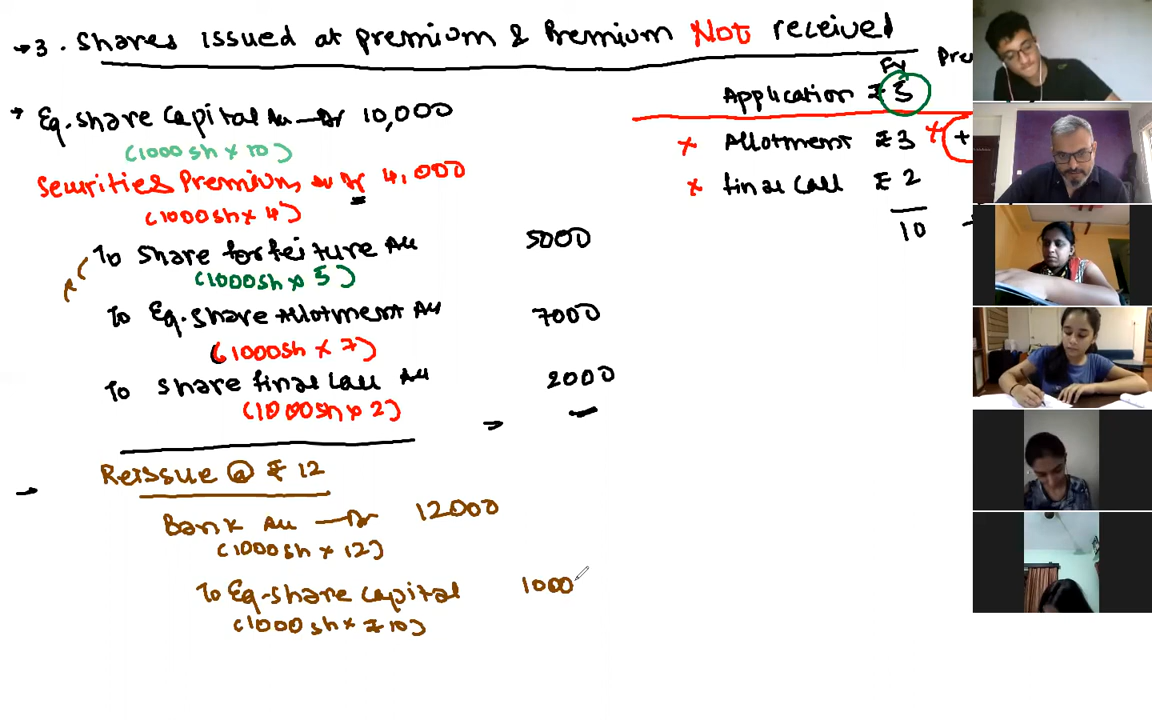 3. Shares issued at premium & Premium Not received
Fv Pre
Application ₹ 5
Eq. share capital A/c Dr 10,000
(1000 sh x 10)
x Allotment ₹ 3 +
Securities Premium A/c Dr 4,000
(1000 sh x 4)
x final Call ₹ 2
10
To Share forfeiture A/c 5000
(1000 sh x 5)
To Eq. Share Allotment A/c 7000
(1000 sh x 7)
To Share final Call A/c 2000
(1000 sh x 2)
Reissue @ ₹ 12
Bank A/c Dr 12000
(1000 sh x 12)
To Eq-share capital 1000
(1000 sh x ₹ 10)